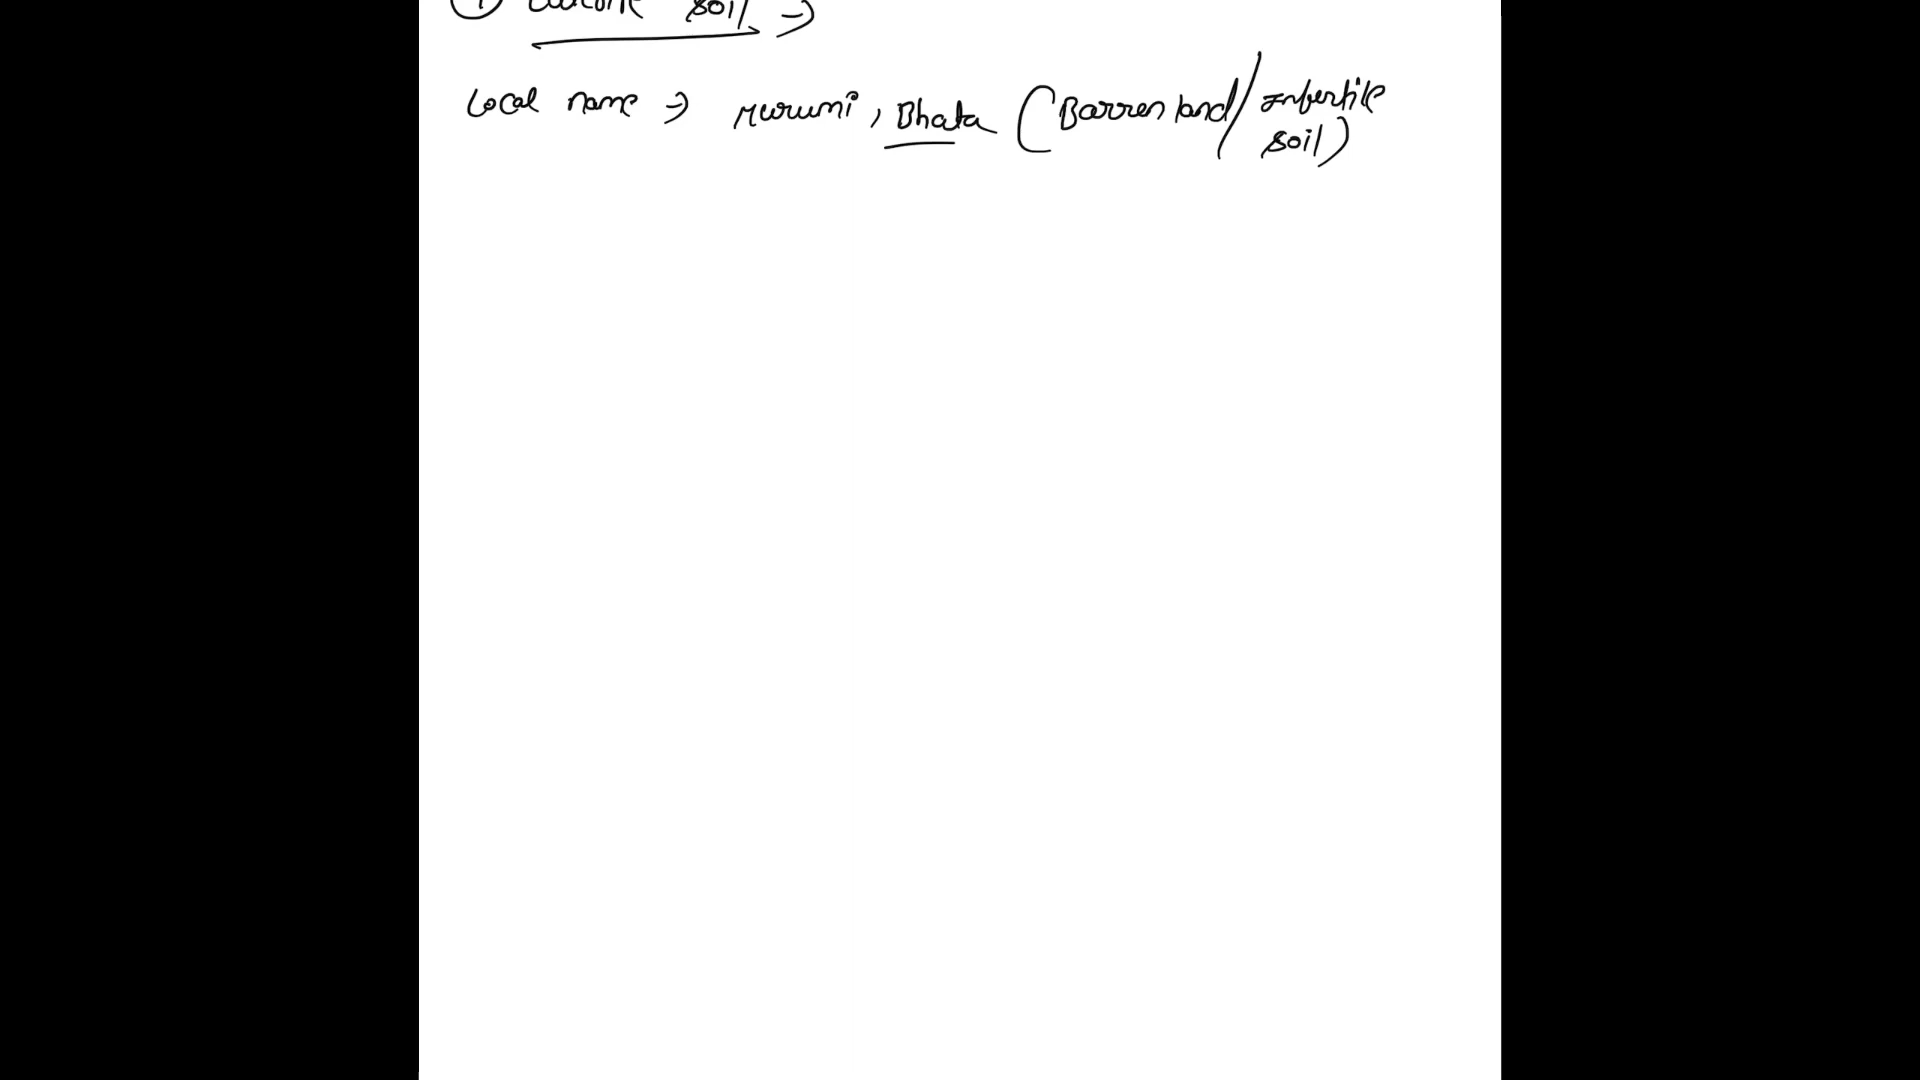 soil ⇒
Local name ⇒ Murumi, Bhata (Barren land/Infertile
soil)